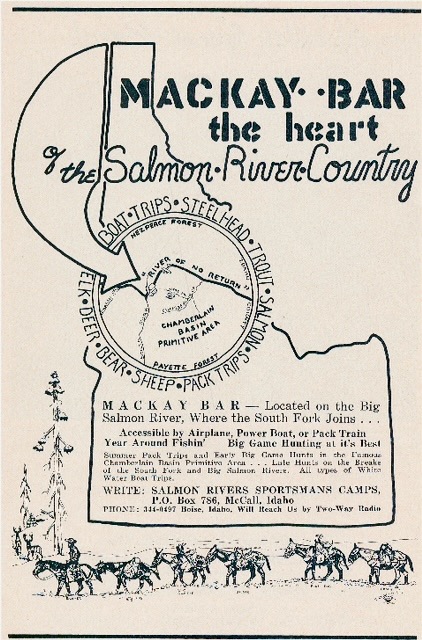 MACKAY · · BAR
the heart
of the Salmon · River · Country
BOAT · TRIPS · STEELHEAD · TROUT · SALMON
ELK · DEER · BEAR · SHEEP · PACK TRIPS
NEZPERCE FOREST
"RIVER OF NO RETURN"
CHAMBERLAIN
BASIN
PRIMITIVE AREA
PAYETTE FOREST
MACKAY BAR — Located on the Big
Salmon River, Where the South Fork Joins . . .
Accessible by Airplane, Power Boat, or Pack Train
Year Around Fishin' Big Game Hunting at it's Best
Summer Pack Trips and Early Big Game Hunts in the Famous
Chamberlain Basin Primitive Area . . . Late Hunts on the Breaks
of the South Fork and Big Salmon Rivers. All types of White
Water Boat Trips.
WRITE: SALMON RIVERS SPORTSMANS CAMPS,
P.O. Box 786, McCall, Idaho
PHONE: 344-0497 Boise, Idaho, Will Reach Us by Two-Way Radio